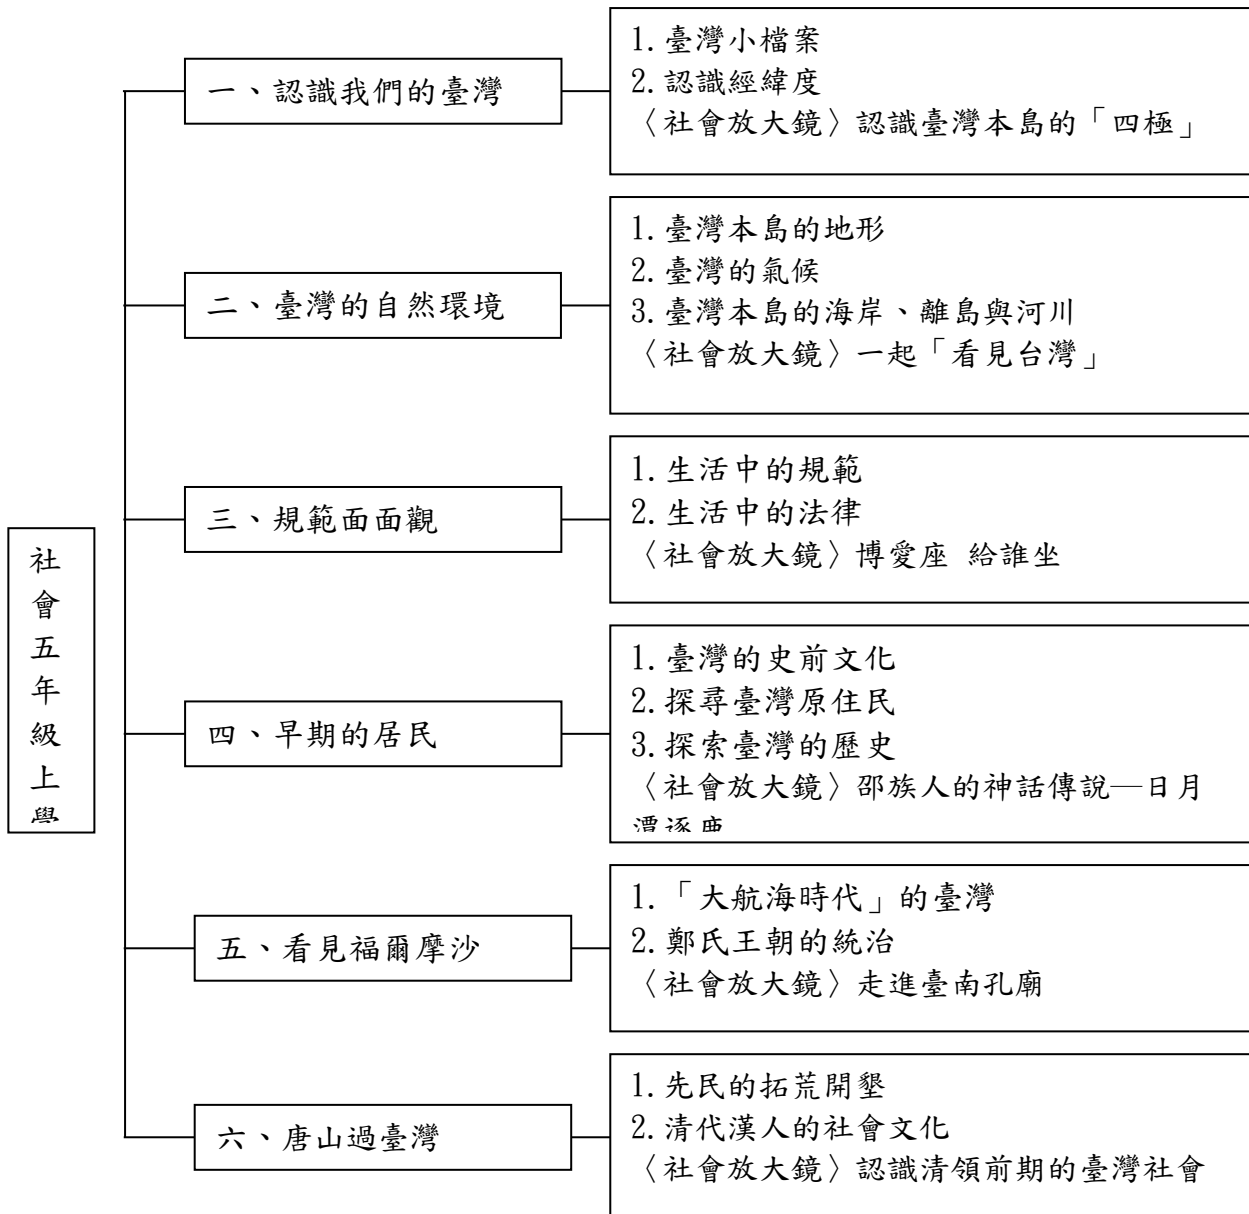 社會五年級上學
一、認識我們的臺灣
1.臺灣小檔案
2.認識經緯度
〈社會放大鏡〉認識臺灣本島的「四極」
二、臺灣的自然環境
1.臺灣本島的地形
2.臺灣的氣候
3.臺灣本島的海岸、離島與河川
〈社會放大鏡〉一起「看見台灣」
三、規範面面觀
1.生活中的規範
2.生活中的法律
〈社會放大鏡〉博愛座 給誰坐
四、早期的居民
1.臺灣的史前文化
2.探尋臺灣原住民
3.探索臺灣的歷史
〈社會放大鏡〉邵族人的神話傳說—日月
潭逐鹿
五、看見福爾摩沙
1.「大航海時代」的臺灣
2.鄭氏王朝的統治
〈社會放大鏡〉走進臺南孔廟
六、唐山過臺灣
1.先民的拓荒開墾
2.清代漢人的社會文化
〈社會放大鏡〉認識清領前期的臺灣社會